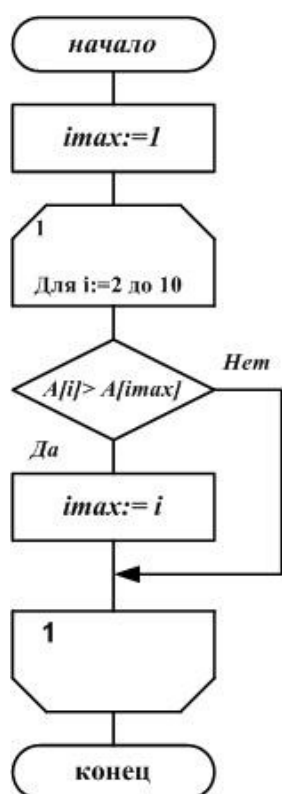 начало
imax:=1
1
Для i:=2 до 10
A[i]> A[imax]
Нет
Да
imax:= i
1
конец